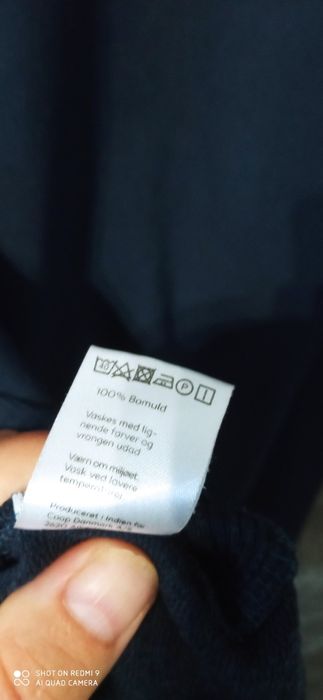 40 P
100% Bomuld
Vaskes med lig-
nende farver og
vrangen udad
Værn om miljøet.
Vask ved lavere
Produceret i Indien for
Coop Danmark A/S
2620
SHOT ON REDMI 9
AI QUAD CAMERA